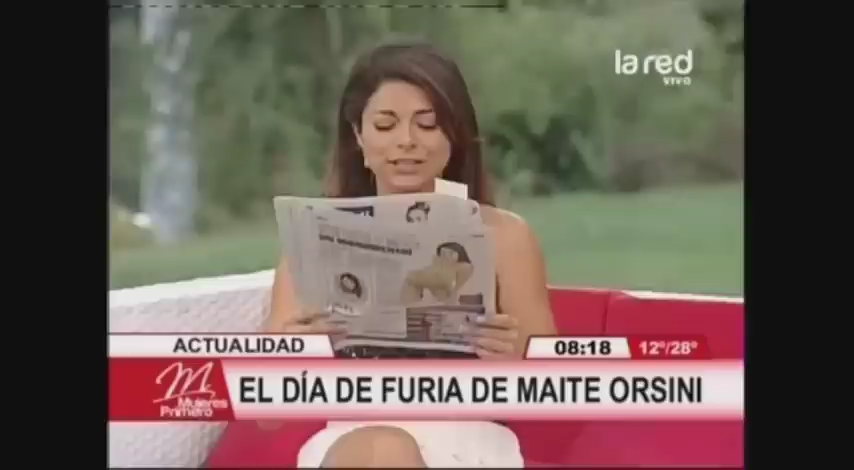 la red
VIVO
ACTUALIDAD
08:18
12°/28°
M
Mujeres
Primero
EL DÍA DE FURIA DE MAITE ORSINI